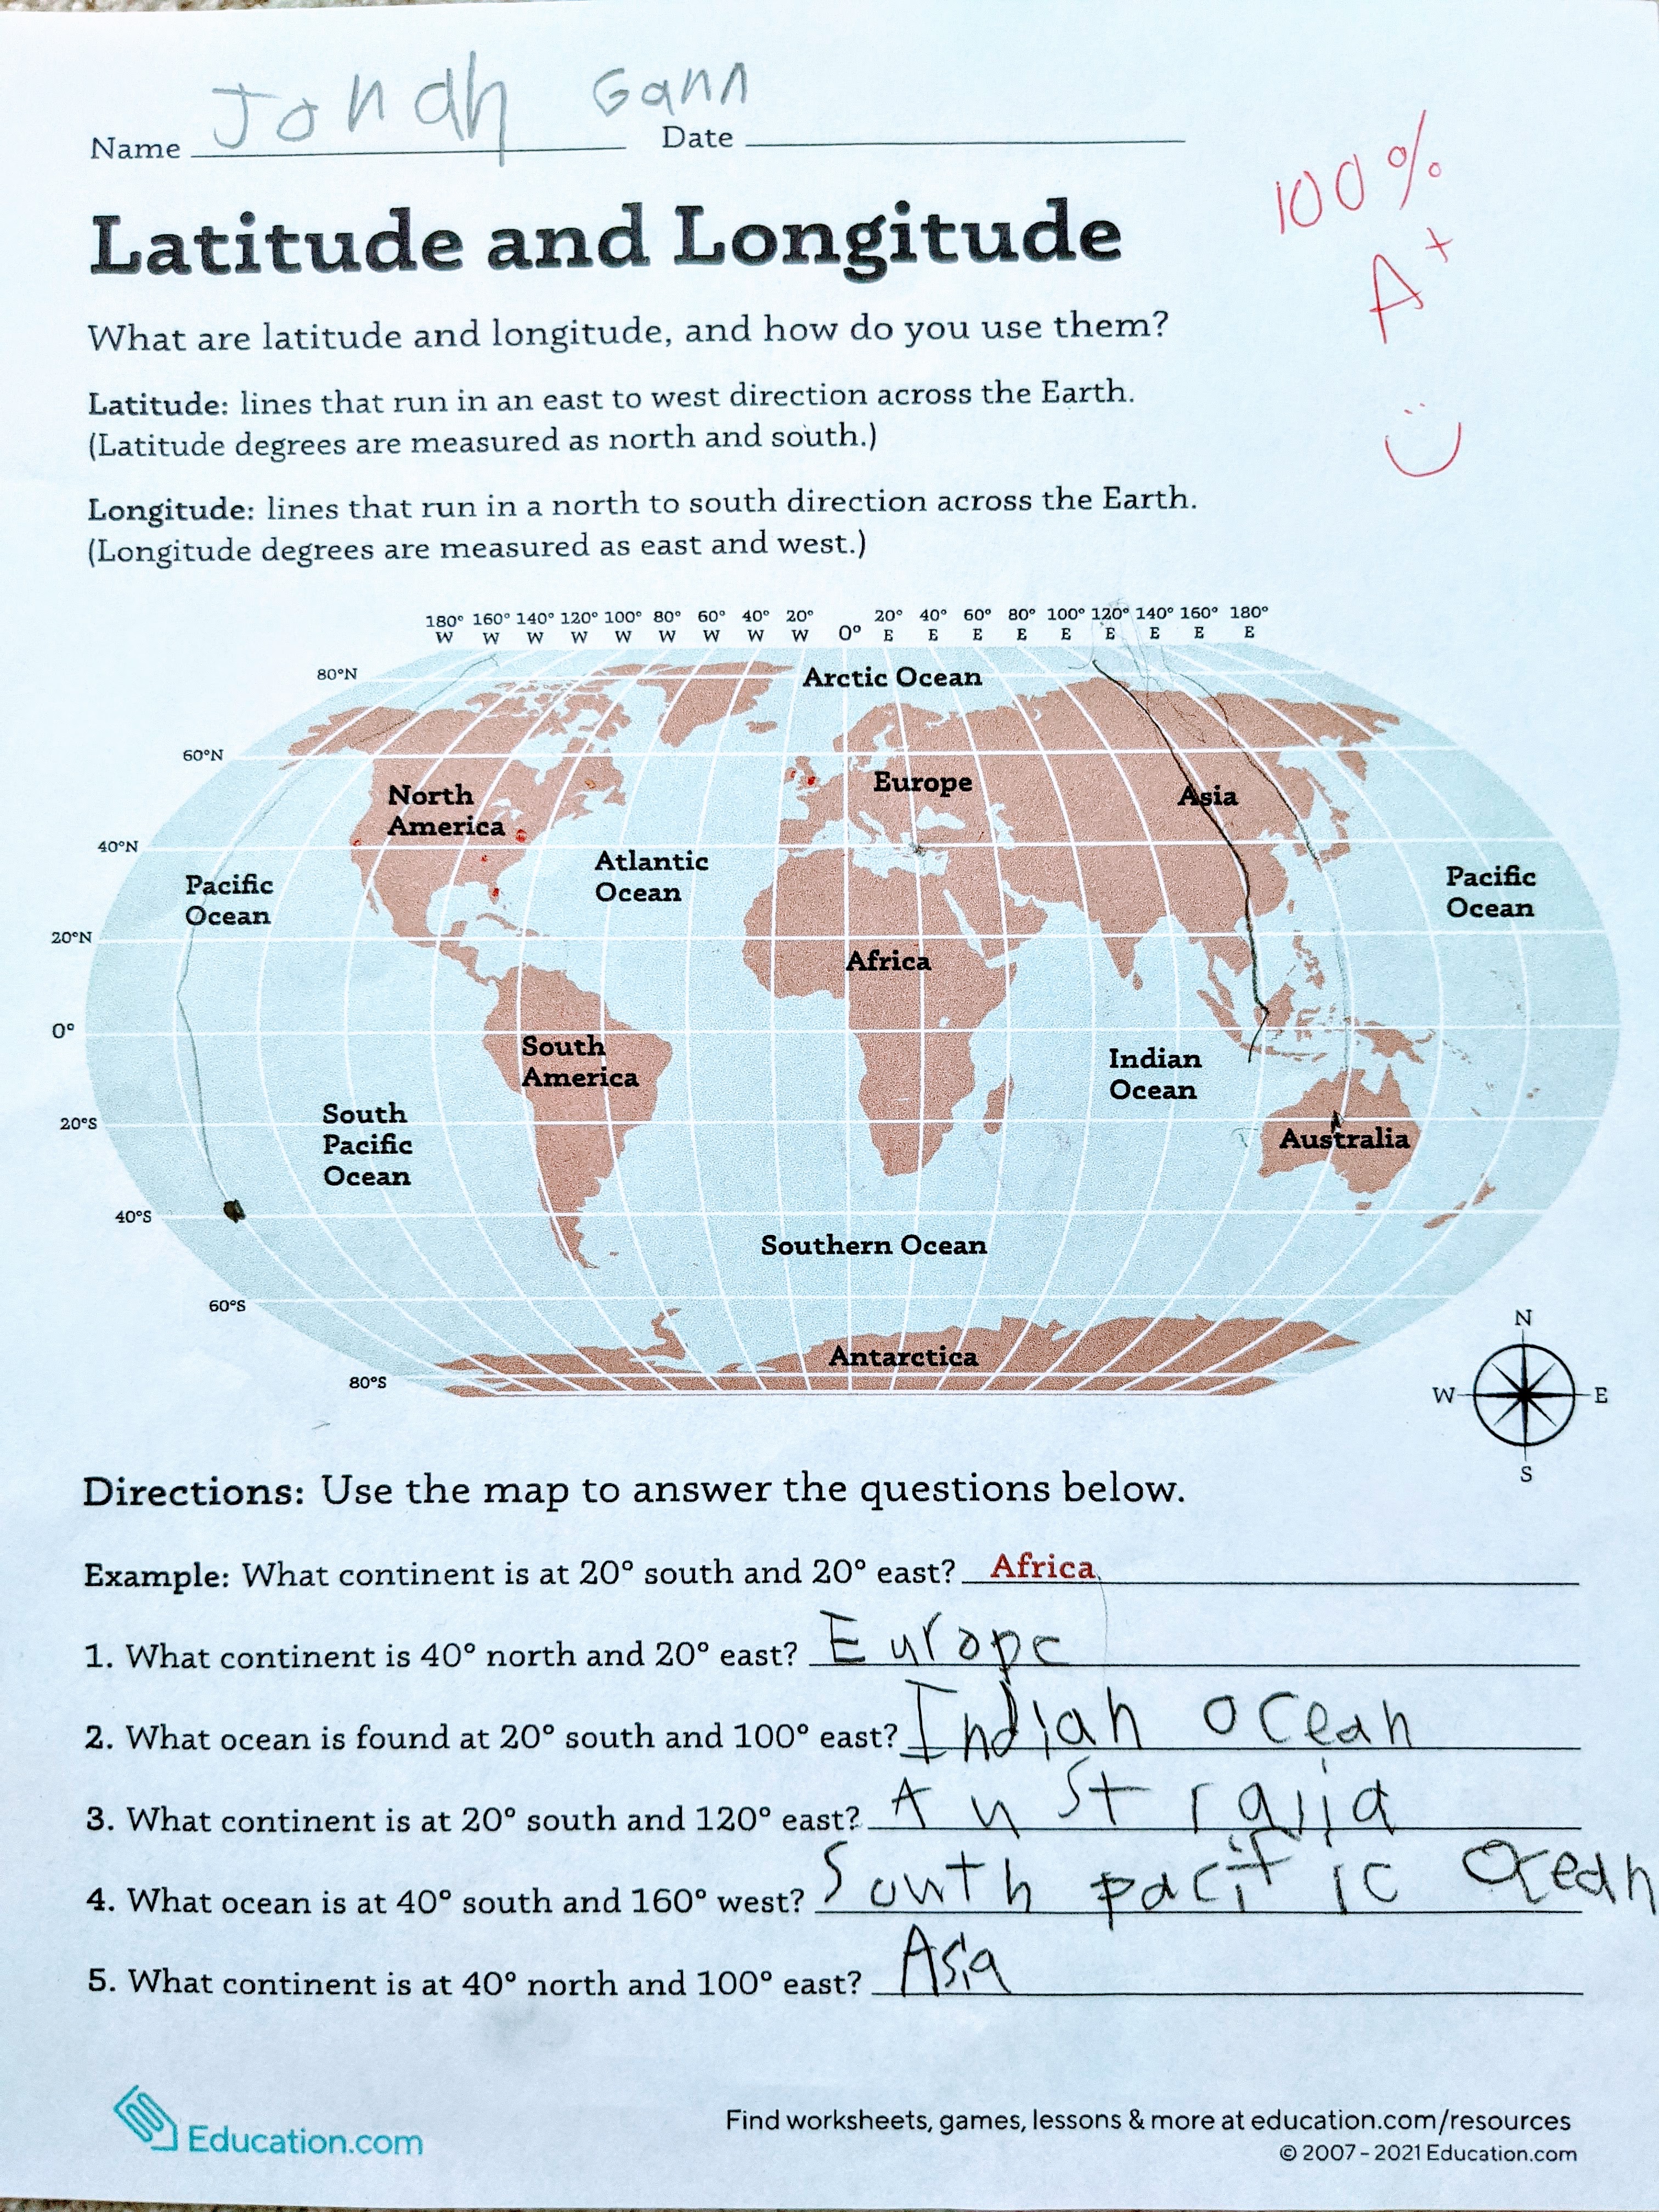 Name Jonah Gann Date
100%
A+
Latitude and Longitude
What are latitude and longitude, and how do you use them?
Latitude: lines that run in an east to west direction across the Earth.
(Latitude degrees are measured as north and south.)
Longitude: lines that run in a north to south direction across the Earth.
(Longitude degrees are measured as east and west.)
180° 160° 140° 120° 100° 80° 60° 40° 20° 0° 20° 40° 60° 80° 100° 120° 140° 160° 180°
W W W W W W W W W E E E E E E E E E
80°N
Arctic Ocean
60°N
North
America
Europe
Asia
40°N
Atlantic
Ocean
Pacific
Ocean
Pacific
Ocean
20°N
Africa
0°
South
America
Indian
Ocean
20°S
South
Pacific
Ocean
Australia
40°S
Southern Ocean
60°S
Antarctica
80°S
N
W E
S
Directions: Use the map to answer the questions below.
Example: What continent is at 20° south and 20° east? Africa
1. What continent is 40° north and 20° east? Europe
2. What ocean is found at 20° south and 100° east? Indian ocean
3. What continent is at 20° south and 120° east? Australia
4. What ocean is at 40° south and 160° west? South pacific Ocean
5. What continent is at 40° north and 100° east? Asia
Education.com
Find worksheets, games, lessons & more at education.com/resources
© 2007 - 2021 Education.com